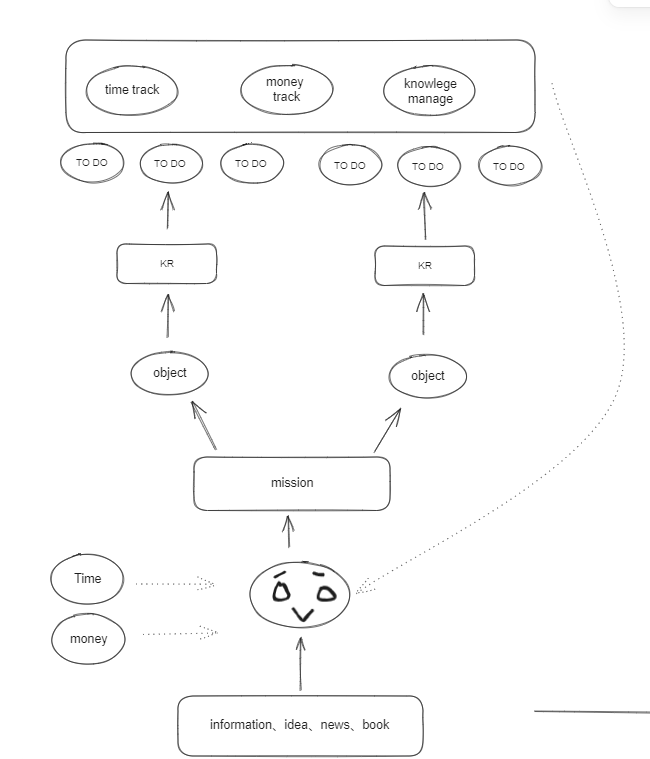 time track
money
track
knowlege
manage
TO DO
TO DO
TO DO
TO DO
TO DO
TO DO
KR
KR
object
object
mission
Time
money
information、idea、news、book